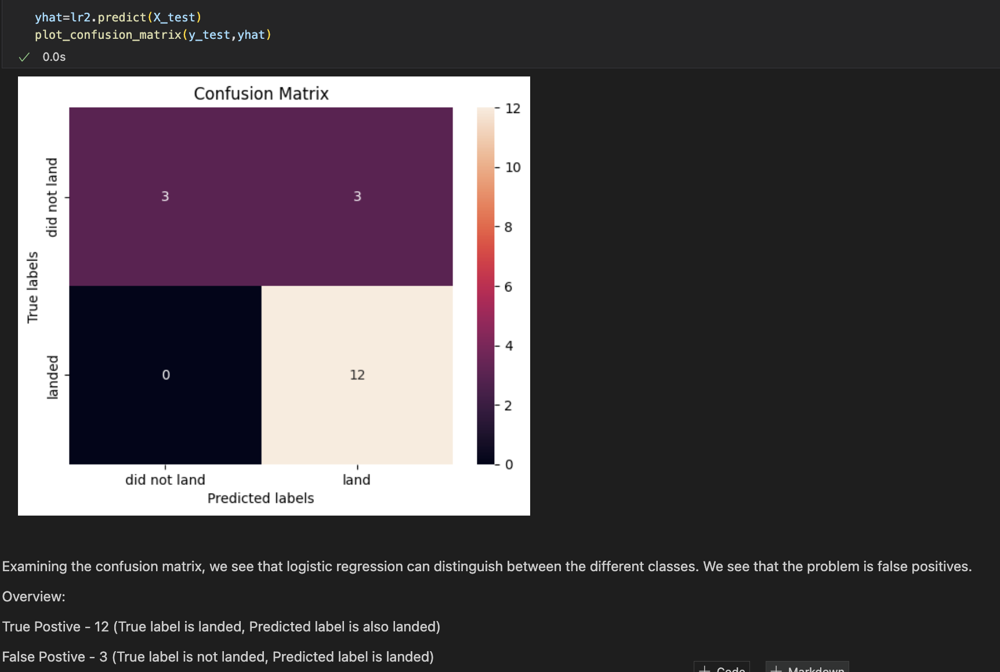 yhat=lr2.predict(X_test)
plot_confusion_matrix(y_test,yhat)
0.0s
Confusion Matrix
True labels
did not land
landed
3
3
0
12
did not land
land
Predicted labels
12
10
8
6
4
2
0
Examining the confusion matrix, we see that logistic regression can distinguish between the different classes. We see that the problem is false positives.
Overview:
True Postive - 12 (True label is landed, Predicted label is also landed)
False Postive - 3 (True label is not landed, Predicted label is landed)
+ Code
+ Markdown